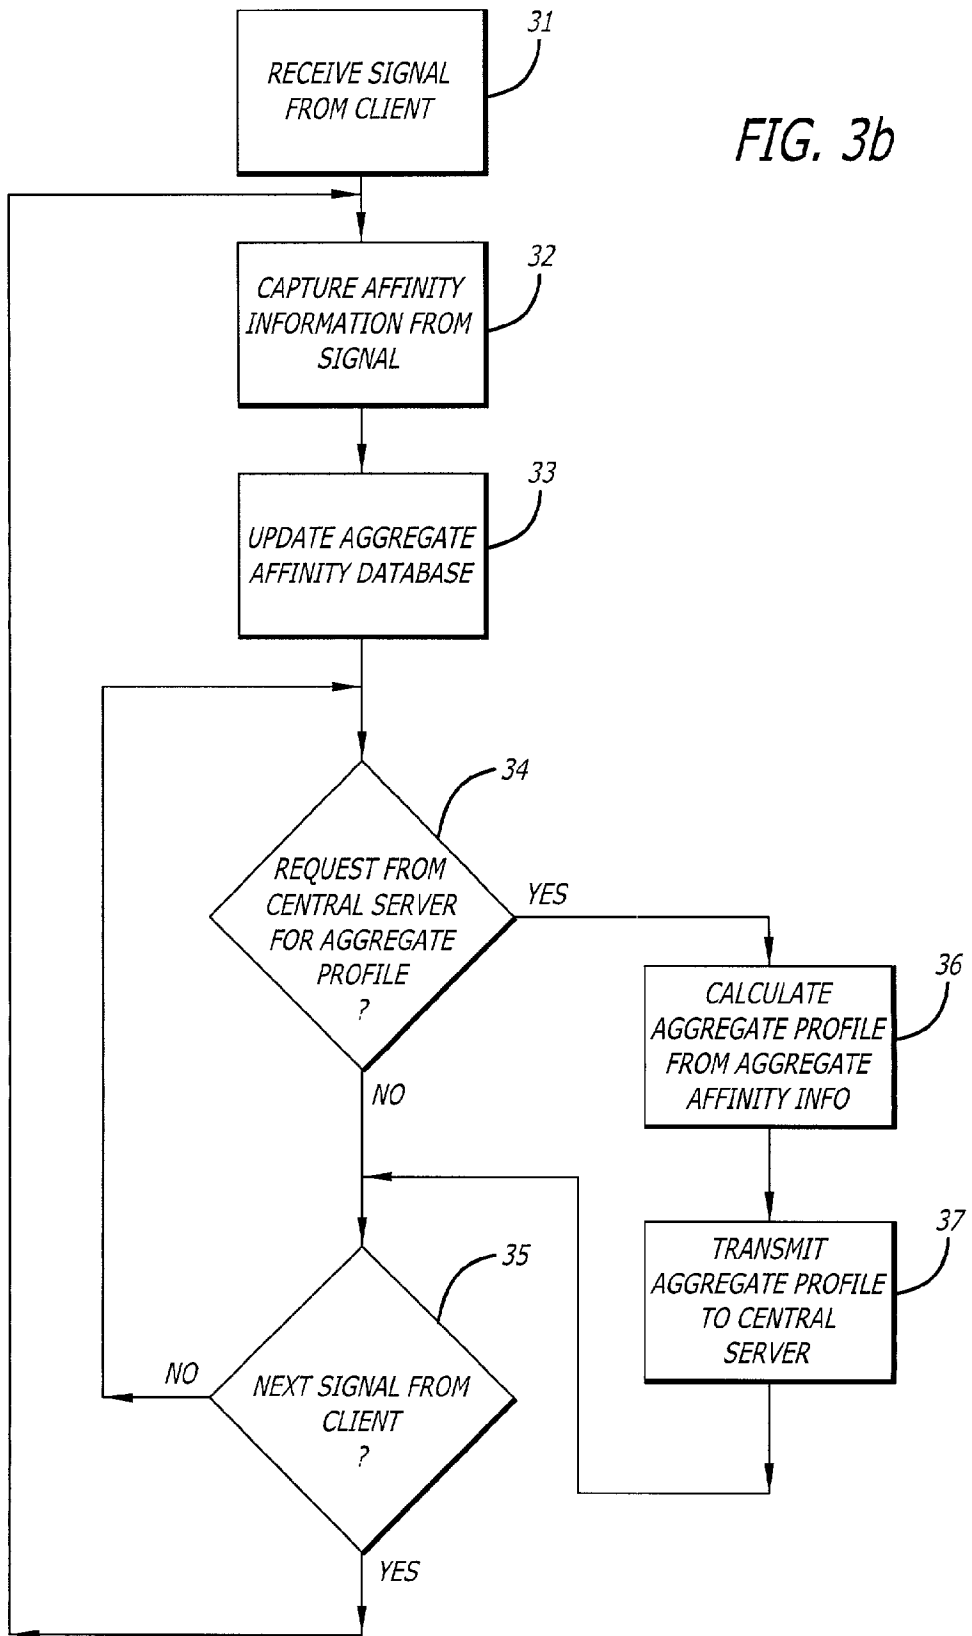 31
RECEIVE SIGNAL
FROM CLIENT
FIG. 3b
32
CAPTURE AFFINITY
INFORMATION FROM
SIGNAL
33
UPDATE AGGREGATE
AFFINITY DATABASE
34
REQUEST FROM
CENTRAL SERVER
FOR AGGREGATE
PROFILE
?
YES
NO
36
CALCULATE
AGGREGATE PROFILE
FROM AGGREGATE
AFFINITY INFO
37
TRANSMIT
AGGREGATE PROFILE
TO CENTRAL
SERVER
35
NEXT SIGNAL FROM
CLIENT
?
NO
YES